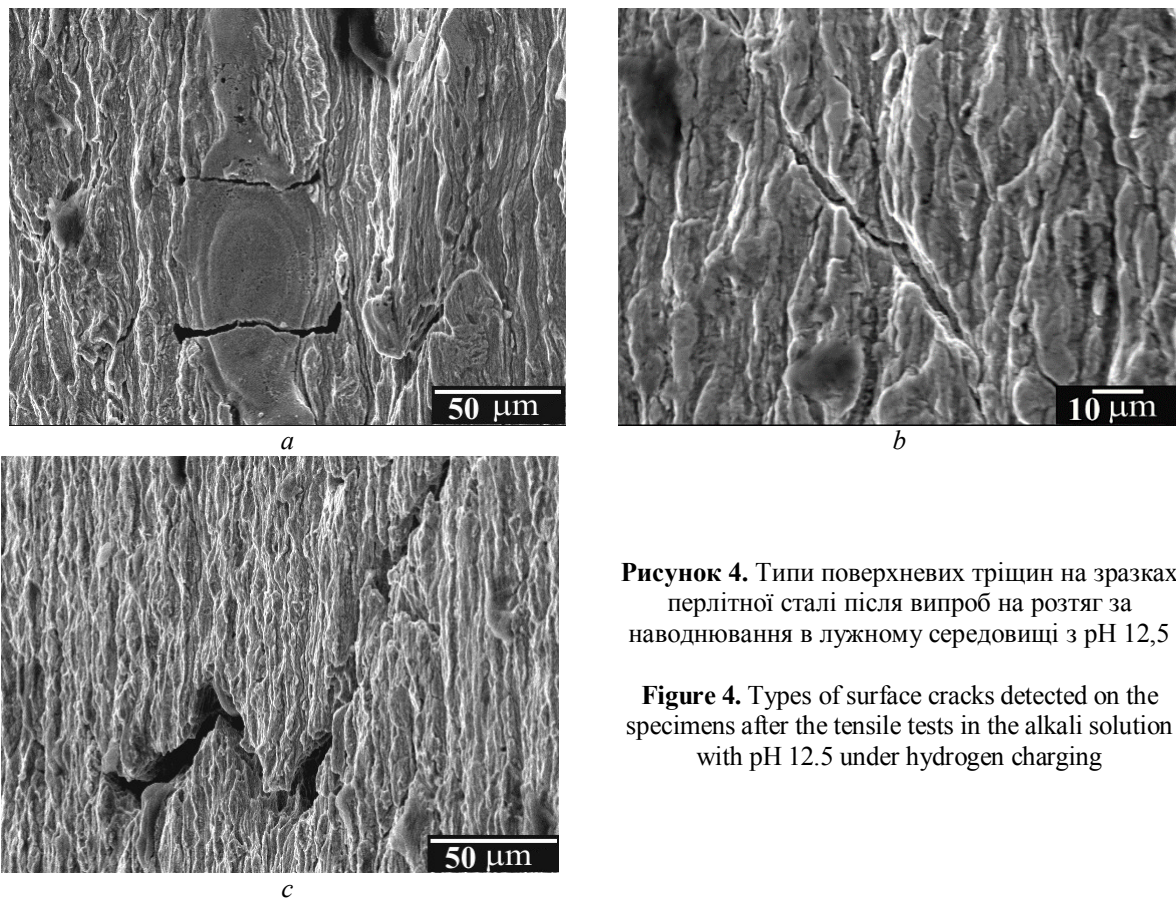 50 μm
10 μm
a
b
50 μm
c
Рисунок 4. Типи поверхневих тріщин на зразках
перлітної сталі після випроб на розтяг за
наводнювання в лужному середовищі з рН 12,5
Figure 4. Types of surface cracks detected on the
specimens after the tensile tests in the alkali solution
with pH 12.5 under hydrogen charging